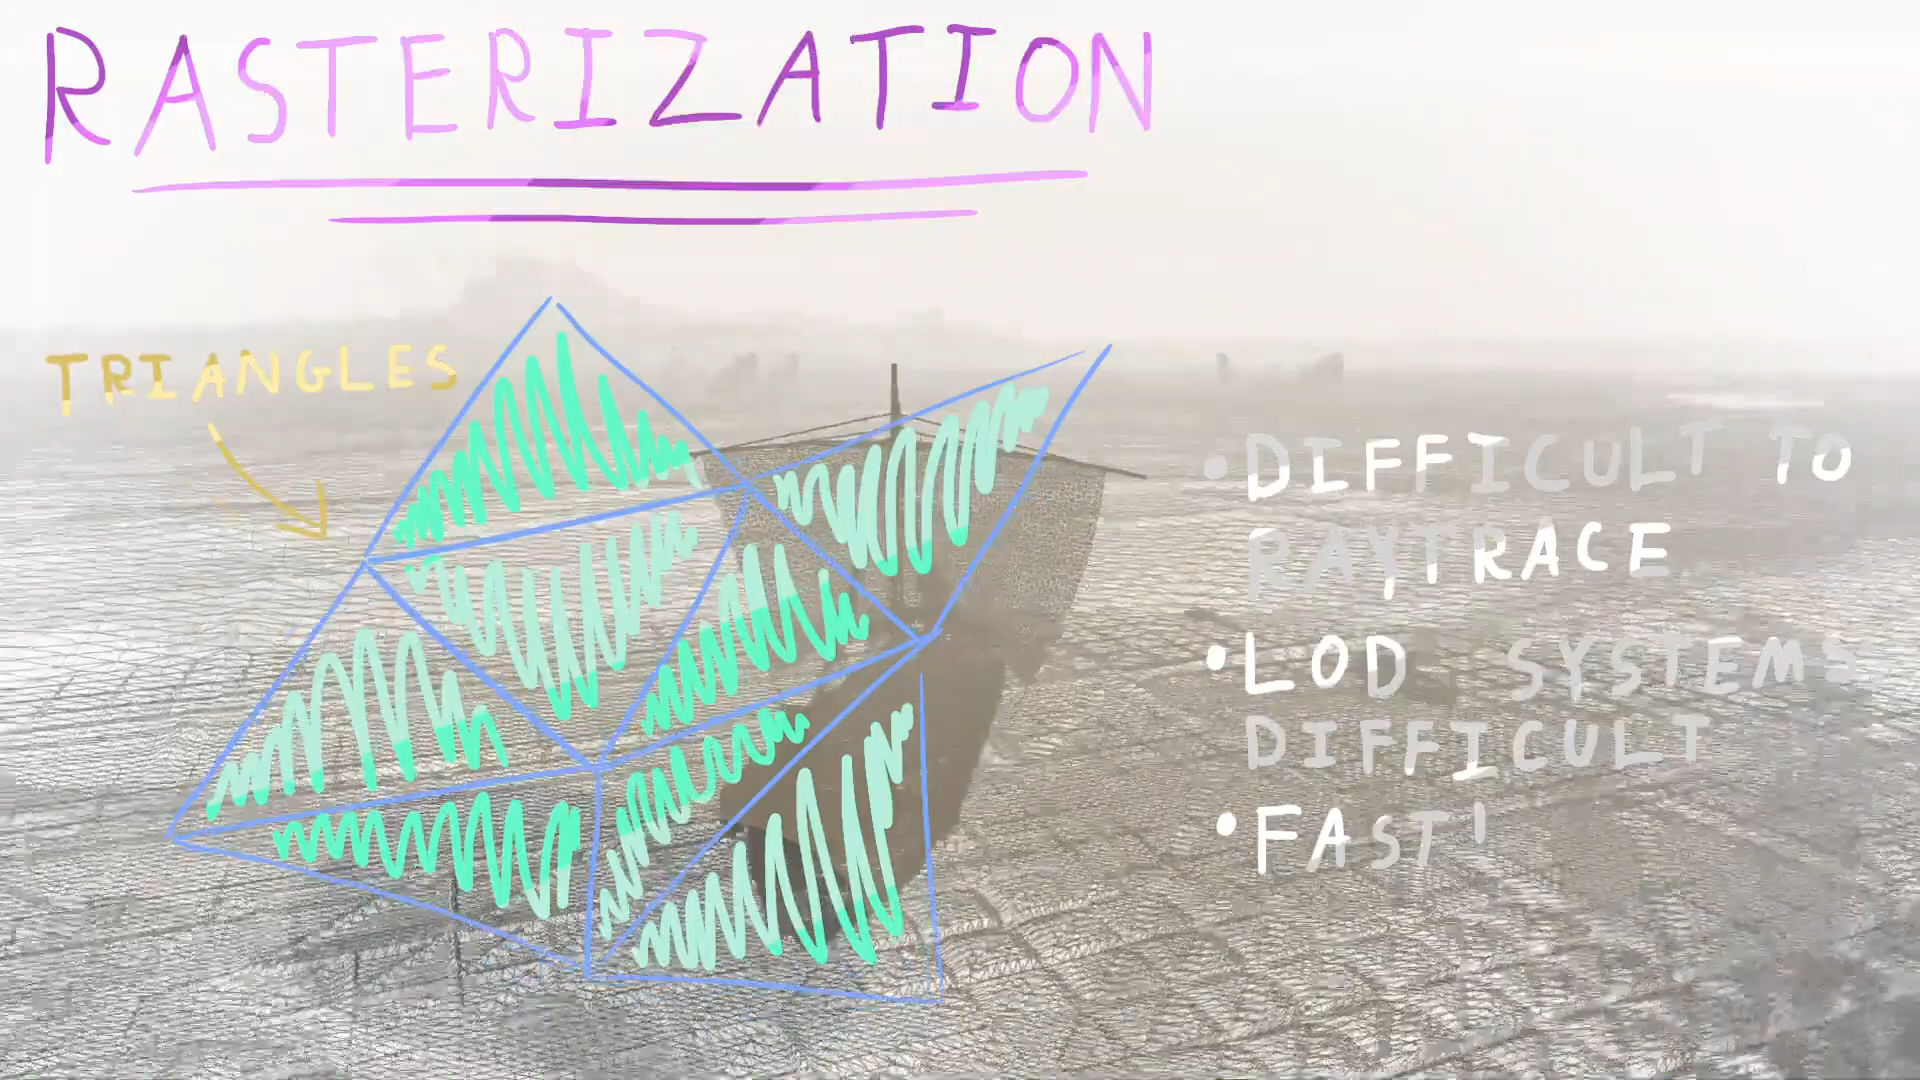 RASTERIZATION
TRIANGLES
•DIFFICULT TO
RAYTRACE
•LOD SYSTEMS
DIFFICULT
•FAST!